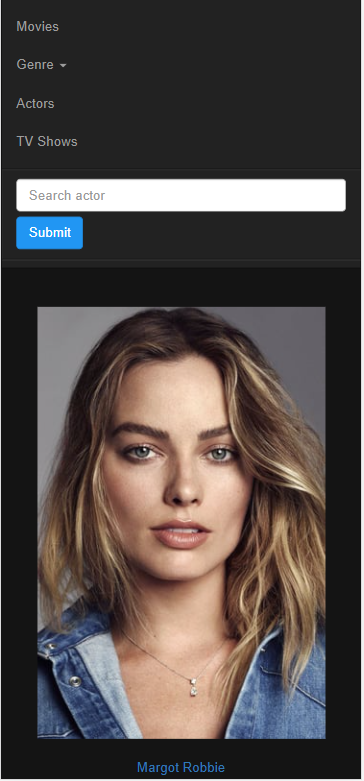 Movies
Genre
Actors
TV Shows
Search actor
Submit
Margot Robbie